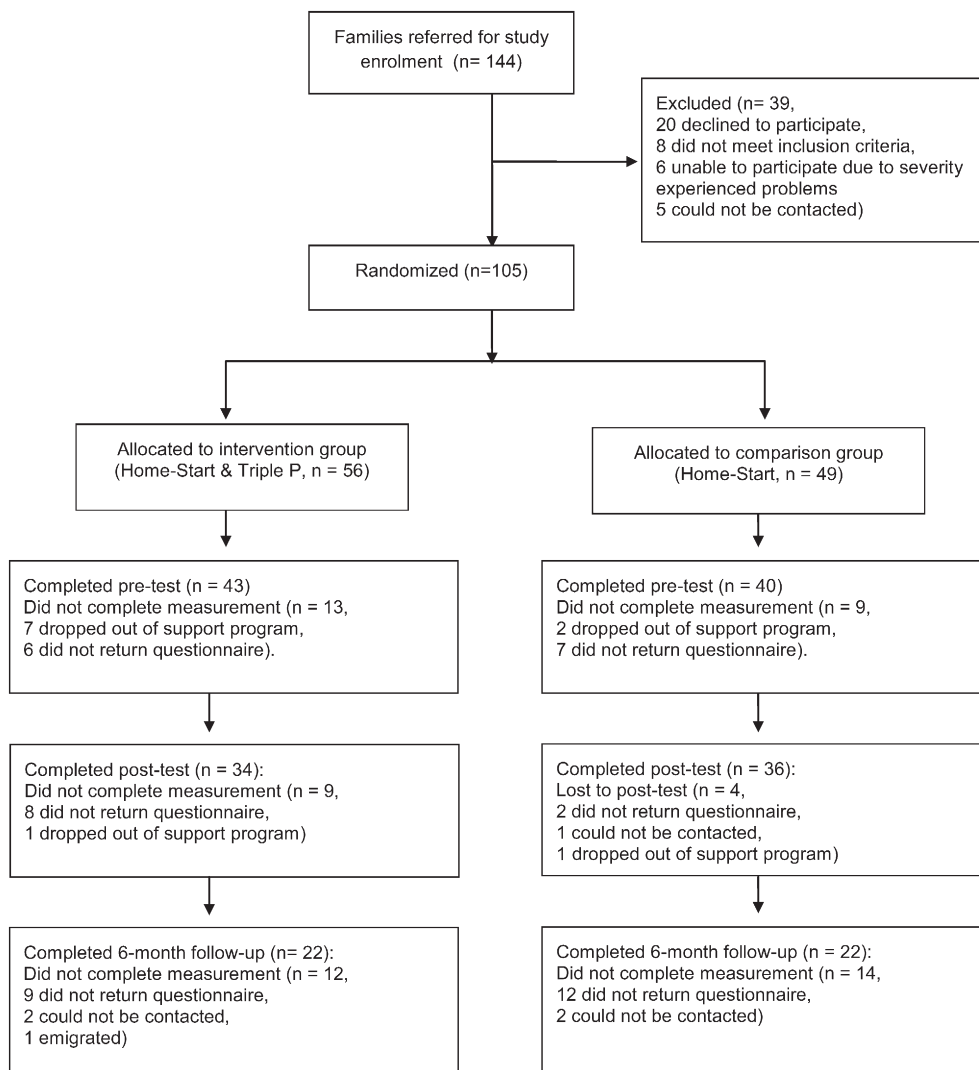 Families referred for study
enrolment (n= 144)
Excluded (n= 39,
20 declined to participate,
8 did not meet inclusion criteria,
6 unable to participate due to severity
experienced problems
5 could not be contacted)
Randomized (n=105)
Allocated to intervention group
(Home-Start & Triple P, n = 56)
Allocated to comparison group
(Home-Start, n = 49)
Completed pre-test (n = 43)
Did not complete measurement (n = 13,
7 dropped out of support program,
6 did not return questionnaire).
Completed pre-test (n = 40)
Did not complete measurement (n = 9,
2 dropped out of support program,
7 did not return questionnaire).
Completed post-test (n = 34):
Did not complete measurement (n = 9,
8 did not return questionnaire,
1 dropped out of support program)
Completed post-test (n = 36):
Lost to post-test (n = 4,
2 did not return questionnaire,
1 could not be contacted,
1 dropped out of support program)
Completed 6-month follow-up (n= 22):
Did not complete measurement (n = 12,
9 did not return questionnaire,
2 could not be contacted,
1 emigrated)
Completed 6-month follow-up (n = 22):
Did not complete measurement (n = 14,
12 did not return questionnaire,
2 could not be contacted)